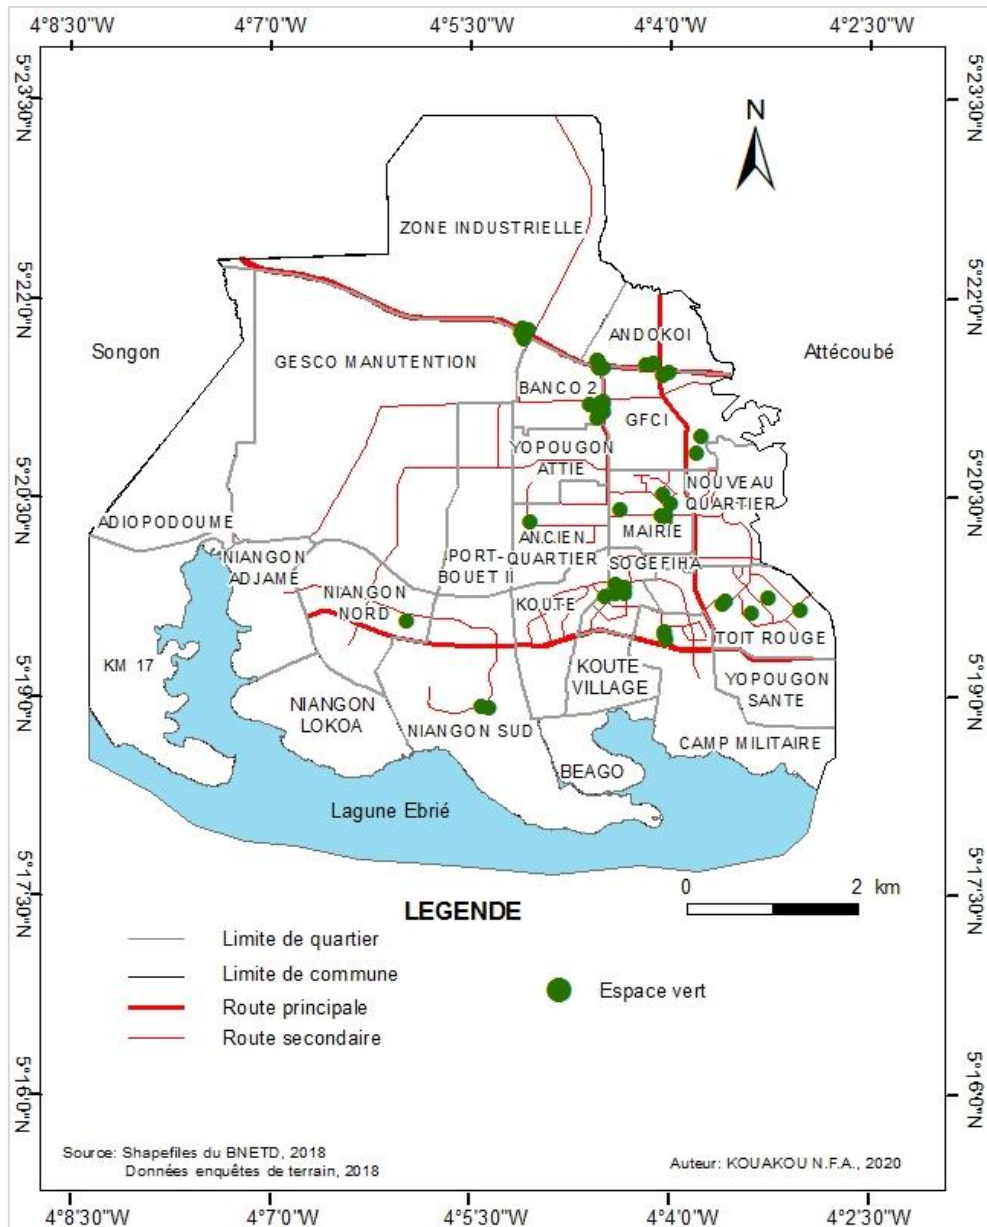 4°8'30"W 4°7'0"W 4°5'30"W 4°4'0"W 4°2'30"W
5°23'30"N 5°23'30"N
N
ZONE INDUSTRIELLE
5°22'0"N 5°22'0"N
ANDOKOI
Songon Attécoubé
GESCO MANUTENTION
BANCO 2
GFCI
YOPOUGON
ATTIE
NOUVEAU
QUARTIER
5°20'30"N 5°20'30"N
ADIOPODOUME
MAIRIE
ANCIEN
QUARTIER
NIANGON
ADJAMÉ
PORT-
BOUET II
SOGEFIHA
NIANGON
NORD
KOUTE
TOIT ROUGE
KM 17
KOUTE
VILLAGE
YOPOUGON
SANTE
5°19'0"N 5°19'0"N
NIANGON
LOKOA
NIANGON SUD
CAMP MILITAIRE
BEAGO
Lagune Ebrié
5°17'30"N 5°17'30"N
0 2 km
LEGENDE
Limite de quartier
Limite de commune
Route principale
Route secondaire
Espace vert
5°16'0"N 5°16'0"N
Source: Shapefiles du BNETD, 2018
Données enquêtes de terrain, 2018
Auteur: KOUAKOU N.F.A., 2020
4°8'30"W 4°7'0"W 4°5'30"W 4°4'0"W 4°2'30"W